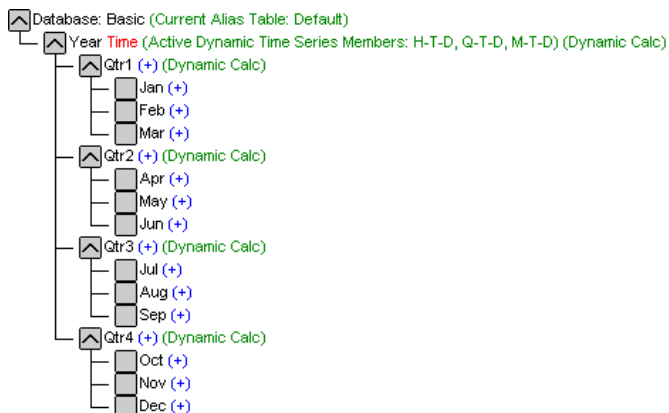 Database: Basic (Current Alias Table: Default)
Year Time (Active Dynamic Time Series Members: H-T-D, Q-T-D, M-T-D) (Dynamic Calc)
Qtr1 (+) (Dynamic Calc)
Jan (+)
Feb (+)
Mar (+)
Qtr2 (+) (Dynamic Calc)
Apr (+)
May (+)
Jun (+)
Qtr3 (+) (Dynamic Calc)
Jul (+)
Aug (+)
Sep (+)
Qtr4 (+) (Dynamic Calc)
Oct (+)
Nov (+)
Dec (+)